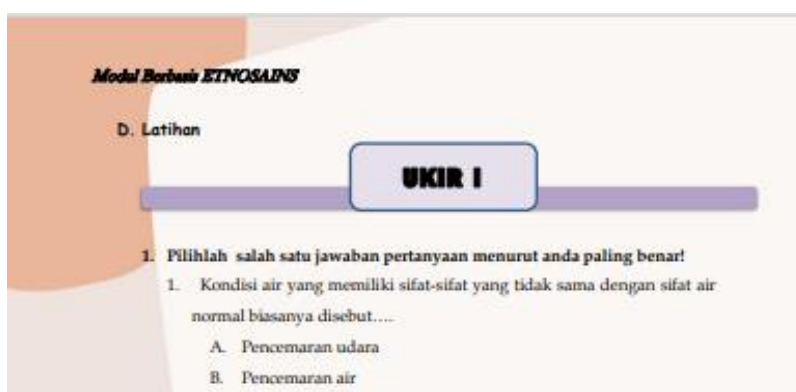 Modul Berbasis ETNOSAINS
D. Latihan
UKIR 1
1. Pilihlah salah satu jawaban pertanyaan menurut anda paling benar!
1. Kondisi air yang memiliki sifat-sifat yang tidak sama dengan sifat air
normal biasanya disebut....
A. Pencemaran udara
B. Pencemaran air